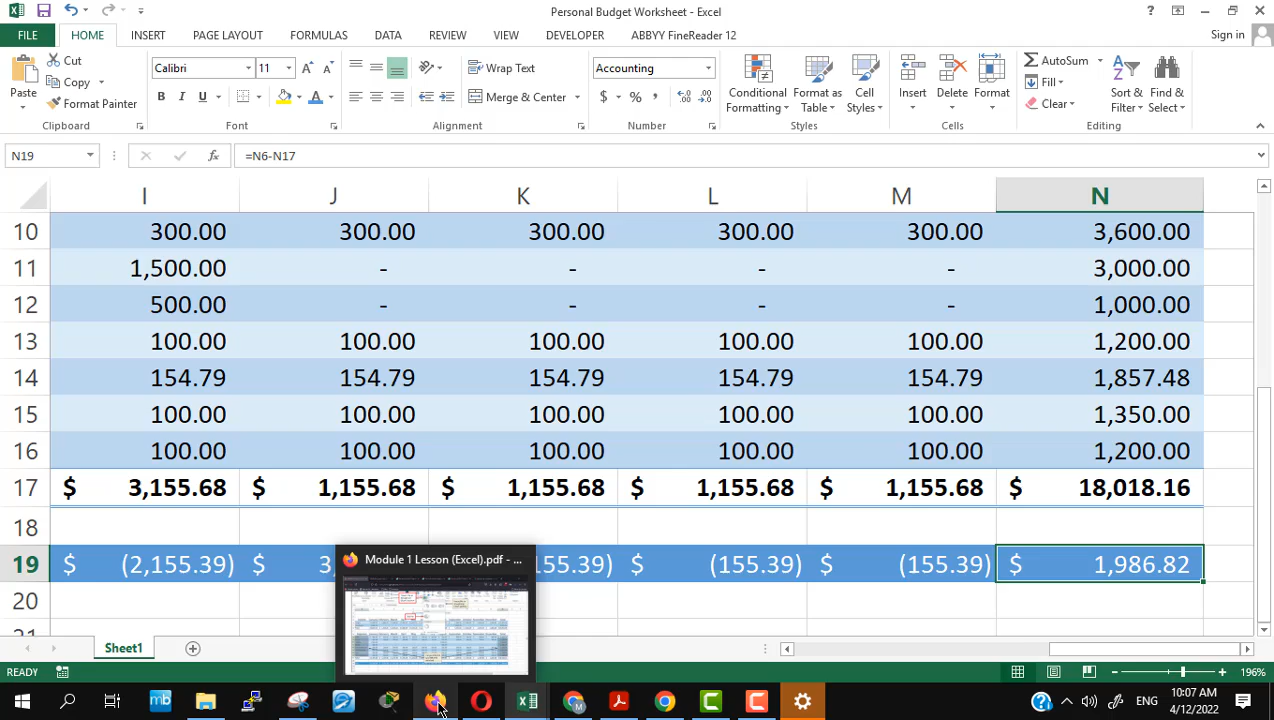 Personal Budget Worksheet - Excel
FILE HOME INSERT PAGE LAYOUT FORMULAS DATA REVIEW VIEW DEVELOPER ABBYY FineReader 12 Sign in
Paste Cut Copy Format Painter
Calibri 11 Wrap Text Merge & Center Accounting
B I U $ %
Conditional Formatting Format as Table Cell Styles Insert Delete Format
AutoSum Fill Clear Sort & Filter Find & Select
Clipboard Font Alignment Number Styles Cells Editing
N19 fx =N6-N17
I J K L M N
10 300.00 300.00 300.00 300.00 300.00 3,600.00
11 1,500.00 - - - - 3,000.00
12 500.00 - - - - 1,000.00
13 100.00 100.00 100.00 100.00 100.00 1,200.00
14 154.79 154.79 154.79 154.79 154.79 1,857.48
15 100.00 100.00 100.00 100.00 100.00 1,350.00
16 100.00 100.00 100.00 100.00 100.00 1,200.00
17 $ 3,155.68 $ 1,155.68 $ 1,155.68 $ 1,155.68 $ 1,155.68 $ 18,018.16
18
Module 1 Lesson (Excel).pdf - ...
19 $ (2,155.39) $ 3, 55.39) $ (155.39) $ (155.39) $ 1,986.82
20
Sheet1
READY 196%
mb ENG 10:07 AM
4/12/2022